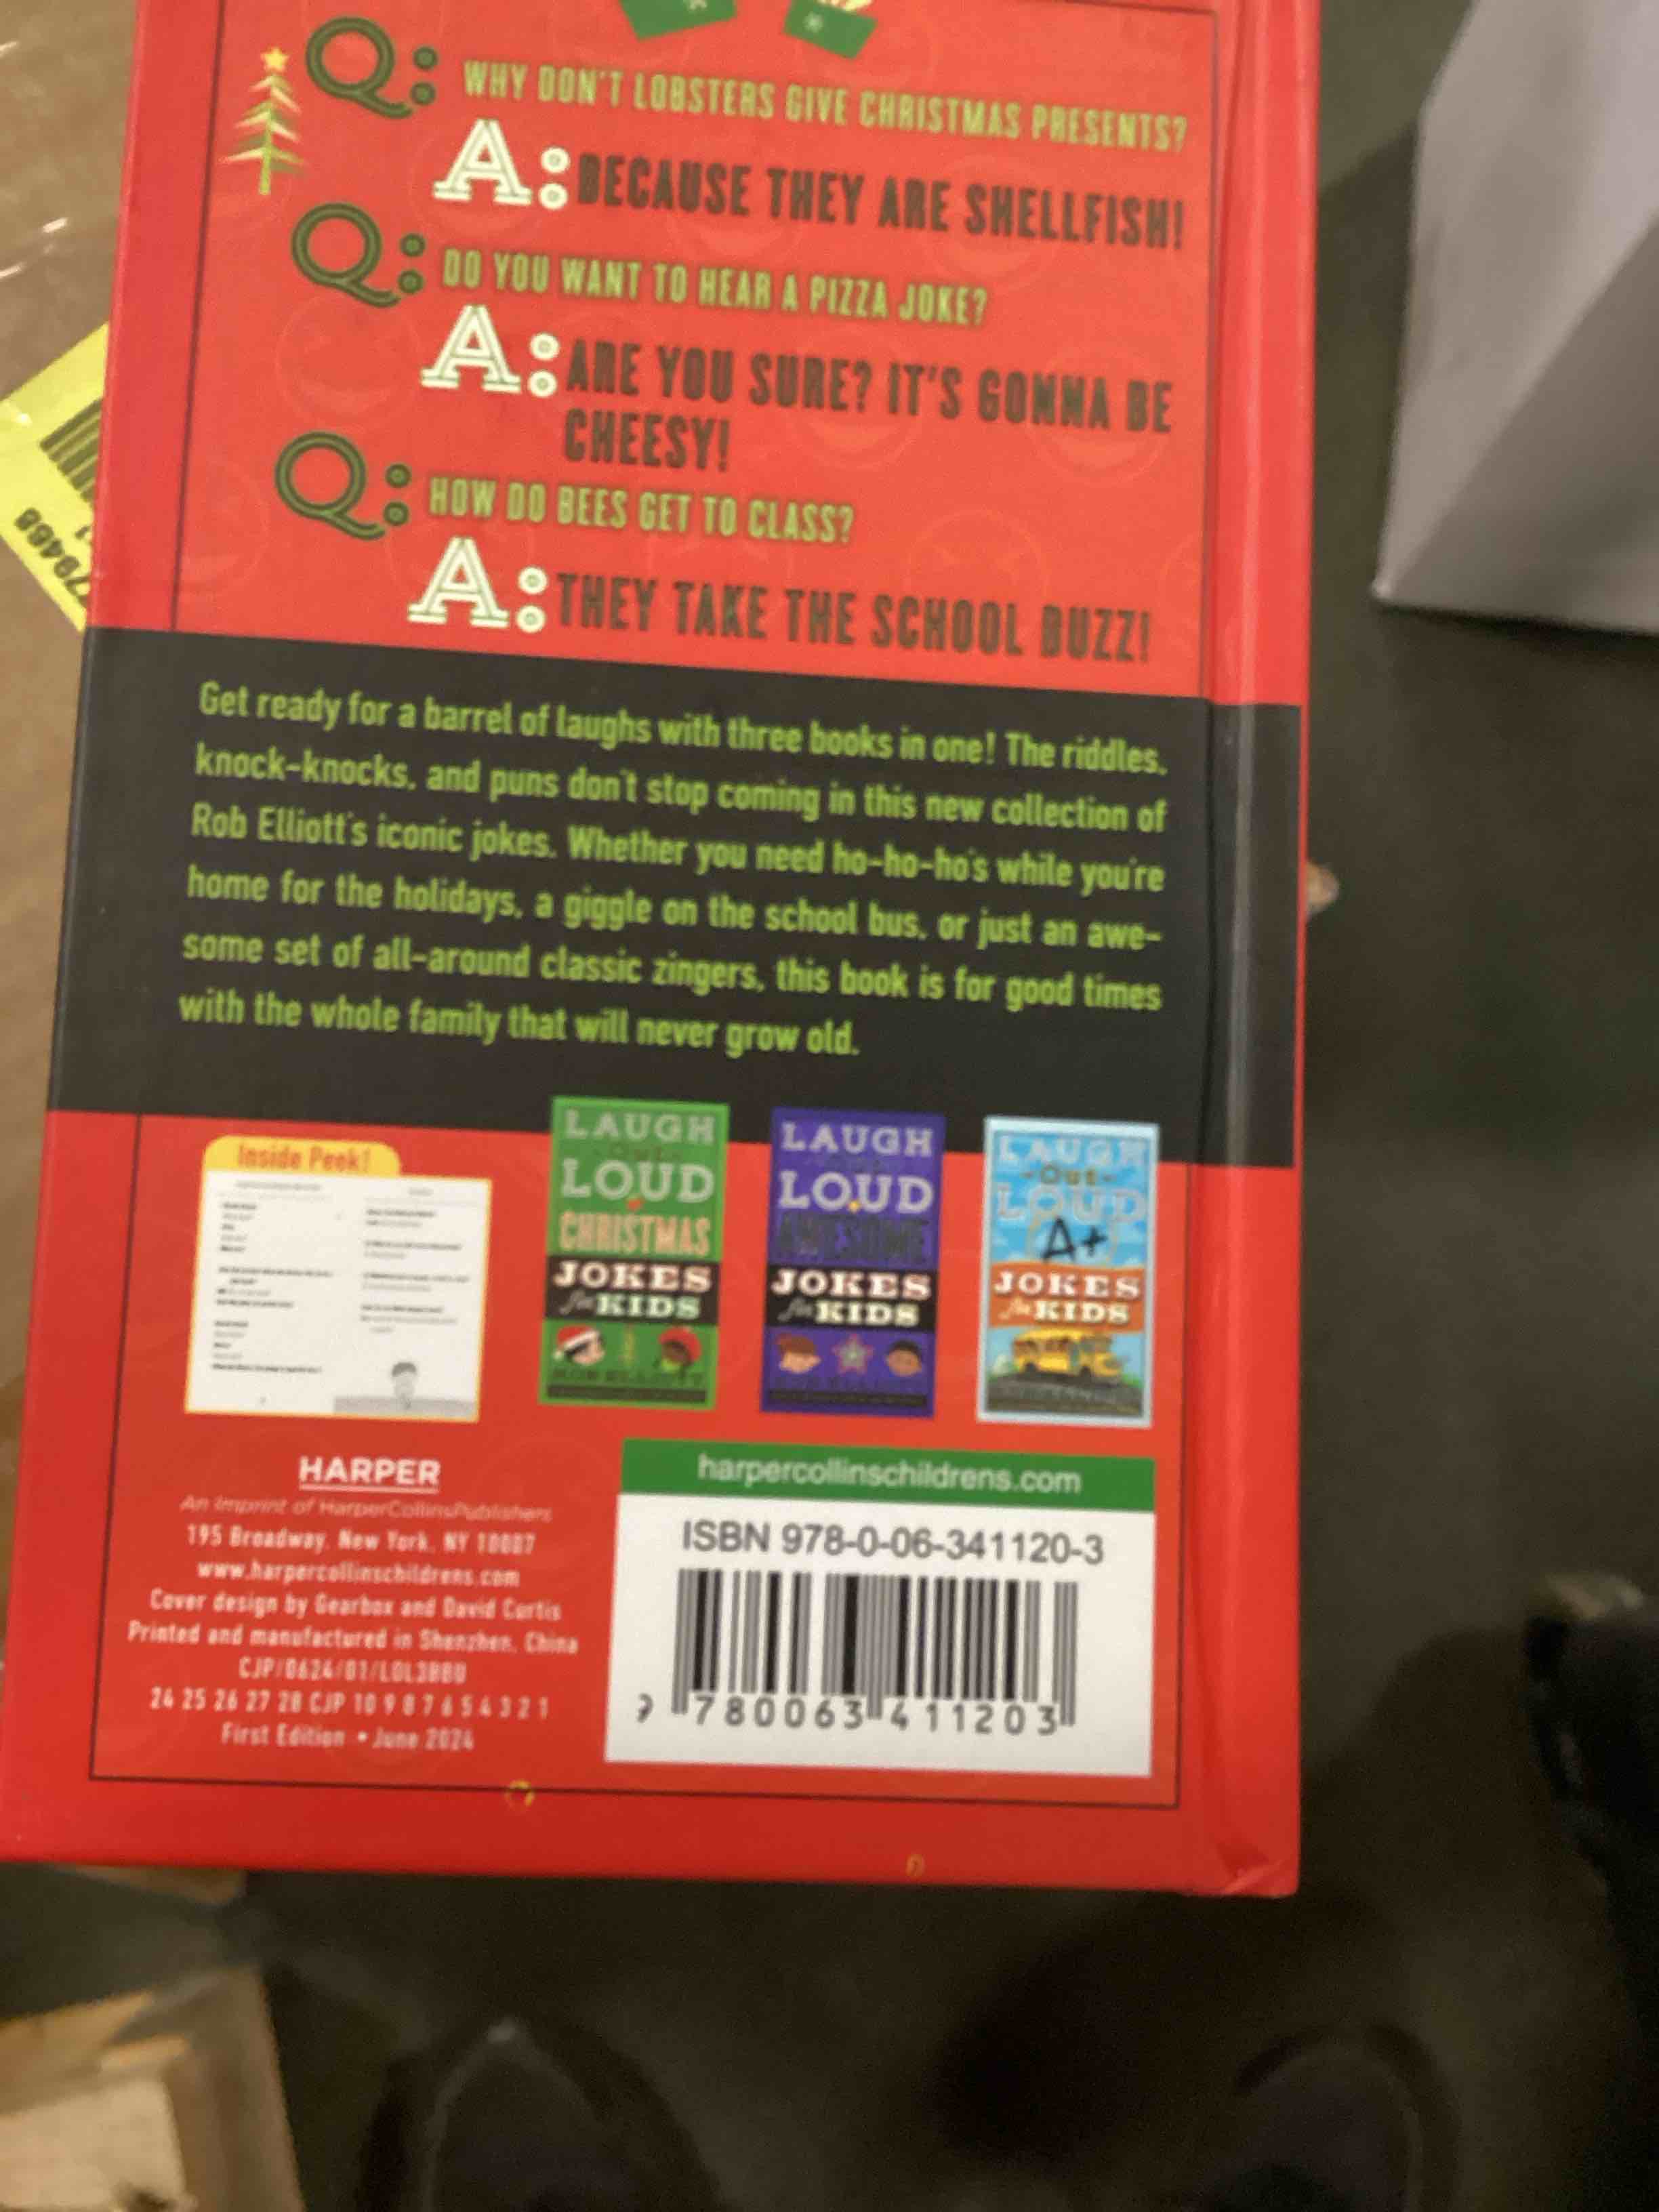 Q: WHY DON'T LOBSTERS GIVE CHRISTMAS PRESENTS?
A: BECAUSE THEY ARE SHELLFISH!
Q: DO YOU WANT TO HEAR A PIZZA JOKE?
A: ARE YOU SURE? IT'S GONNA BE
CHEESY!
Q: HOW DO BEES GET TO CLASS?
A: THEY TAKE THE SCHOOL BUZZ!
Get ready for a barrel of laughs with three books in one! The riddles,
knock-knocks, and puns don't stop coming in this new collection of
Rob Elliott's iconic jokes. Whether you need ho-ho-ho's while you're
home for the holidays, a giggle on the school bus, or just an awe-
some set of all-around classic zingers, this book is for good times
with the whole family that will never grow old.
Inside Peek!
LAUGH
-Out-
LOUD
CHRISTMAS
JOKES
for KIDS
LAUGH
LOUD
AWESOME
JOKES
for KIDS
LAUGH
-Out-
LOUD
A+
JOKES
for KIDS
HARPER
An Imprint of HarperCollinsPublishers
195 Broadway, New York, NY 10007
www.harpercollinschildrens.com
Cover design by Gearbox and David Curtis
Printed and manufactured in Shenzhen, China
CJP/0624/01/LOL3BBU
24 25 26 27 28 CJP 10 9 8 7 6 5 4 3 2 1
First Edition • June 2024
harpercollinschildrens.com
ISBN 978-0-06-341120-3
9 780063 411203
79468